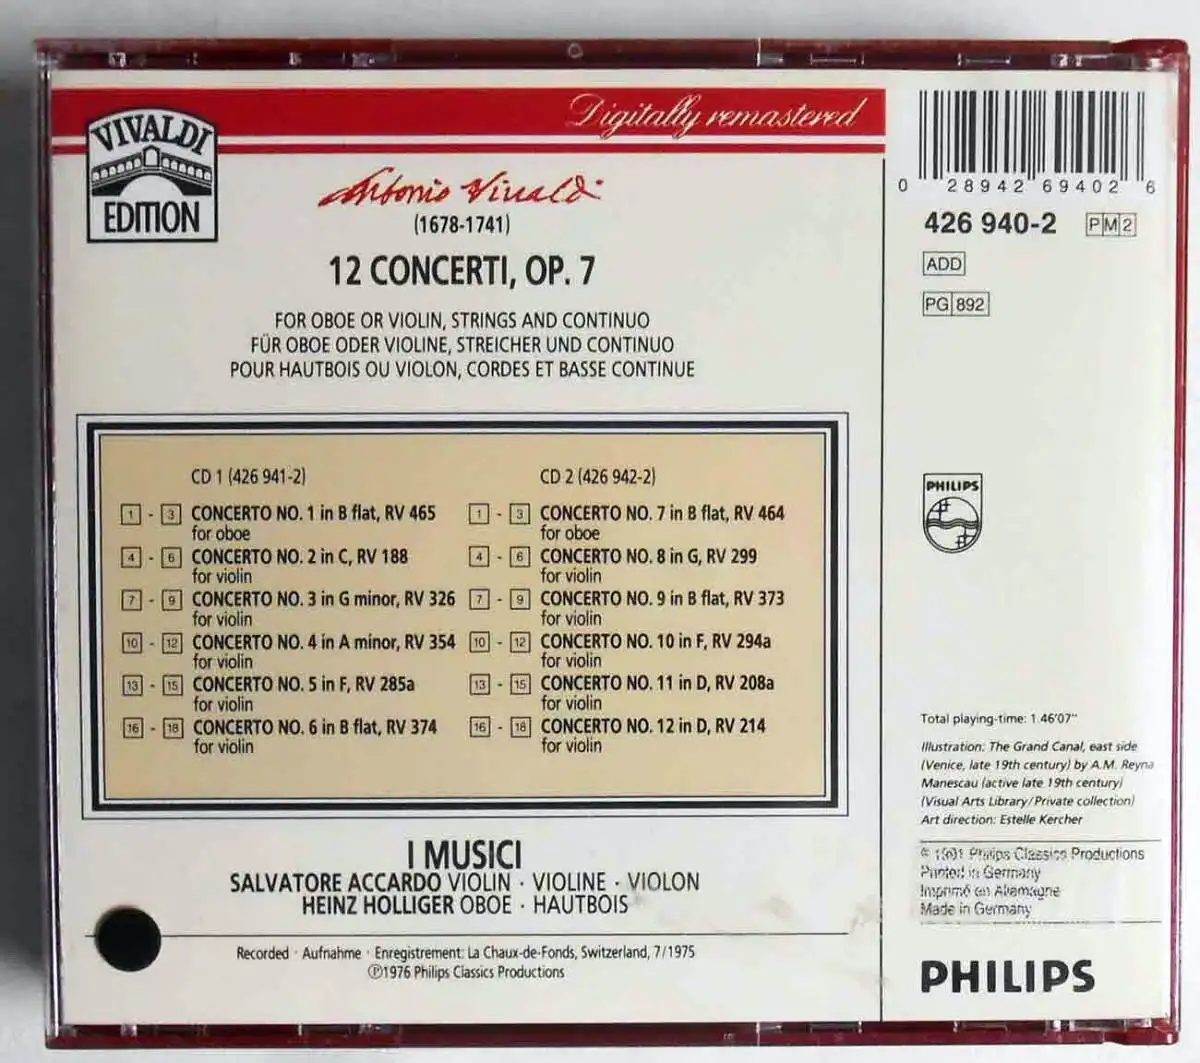 Digitally remastered
VIVALDI
EDITION
Antonio Vivaldi
(1678-1741)
12 CONCERTI, OP. 7
FOR OBOE OR VIOLIN, STRINGS AND CONTINUO
FÜR OBOE ODER VIOLINE, STREICHER UND CONTINUO
POUR HAUTBOIS OU VIOLON, CORDES ET BASSE CONTINUE
CD 1 (426 941-2)
1 - 3 CONCERTO NO. 1 in B flat, RV 465
for oboe
4 - 6 CONCERTO NO. 2 in C, RV 188
for violin
7 - 9 CONCERTO NO. 3 in G minor, RV 326
for violin
10 - 12 CONCERTO NO. 4 in A minor, RV 354
for violin
13 - 15 CONCERTO NO. 5 in F, RV 285a
for violin
16 - 18 CONCERTO NO. 6 in B flat, RV 374
for violin
CD 2 (426 942-2)
1 - 3 CONCERTO NO. 7 in B flat, RV 464
for oboe
4 - 6 CONCERTO NO. 8 in G, RV 299
for violin
7 - 9 CONCERTO NO. 9 in B flat, RV 373
for violin
10 - 12 CONCERTO NO. 10 in F, RV 294a
for violin
13 - 15 CONCERTO NO. 11 in D, RV 208a
for violin
16 - 18 CONCERTO NO. 12 in D, RV 214
for violin
I MUSICI
SALVATORE ACCARDO VIOLIN · VIOLINE · VIOLON
HEINZ HOLLIGER OBOE · HAUTBOIS
Recorded · Aufnahme · Enregistrement: La Chaux-de-Fonds, Switzerland, 7/1975
℗1976 Philips Classics Productions
0 28942 69402 6
426 940-2 PM2
ADD
PG 892
PHILIPS
Total playing-time: 1.46'07"
Illustration: The Grand Canal, east side
(Venice, late 19th century) by A.M. Reyna
Manescau (active late 19th century)
(Visual Arts Library/Private collection)
Art direction: Estelle Kercher
© 1991 Philips Classics Productions
Printed in Germany
Imprimé en Allemagne
Made in Germany
PHILIPS